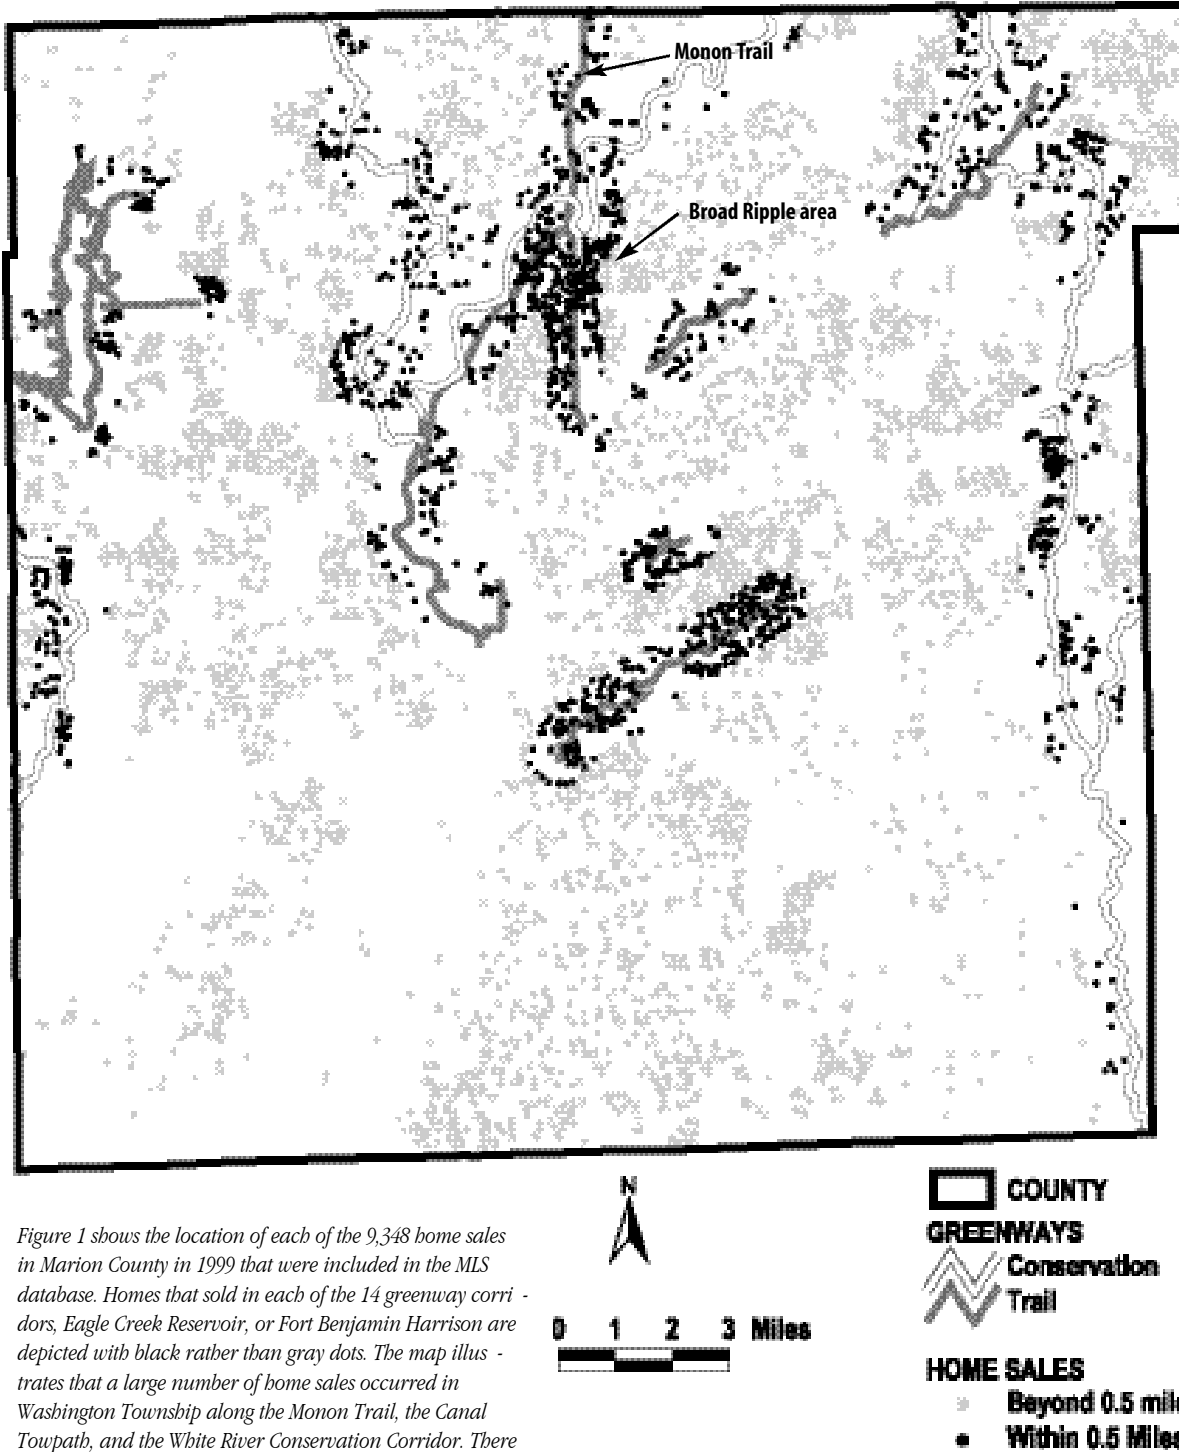 Monon Trail
Broad Ripple area
N
0 1 2 3 Miles
COUNTY
GREENWAYS
Conservation
Trail
HOME SALES
Beyond 0.5 mile
Within 0.5 Miles
Figure 1 shows the location of each of the 9,348 home sales
in Marion County in 1999 that were included in the MLS
database. Homes that sold in each of the 14 greenway corri -
dors, Eagle Creek Reservoir, or Fort Benjamin Harrison are
depicted with black rather than gray dots. The map illus -
trates that a large number of home sales occurred in
Washington Township along the Monon Trail, the Canal
Towpath, and the White River Conservation Corridor. There